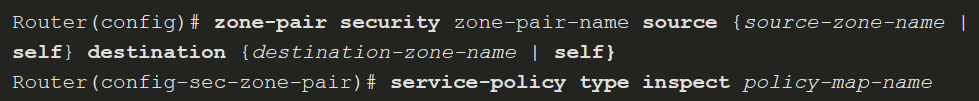 Router(config)# zone-pair security zone-pair-name source {source-zone-name |
self} destination {destination-zone-name | self}
Router(config-sec-zone-pair)# service-policy type inspect policy-map-name